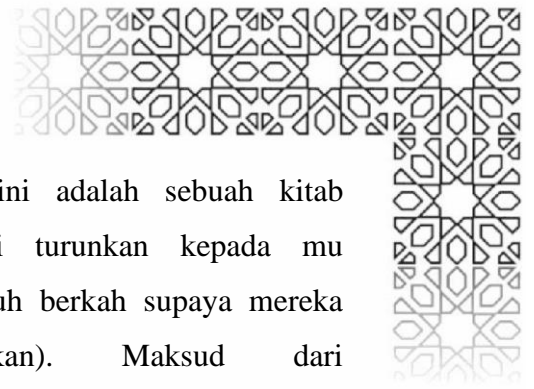 ini adalah sebuah kitab
i turunkan kepada mu
uh berkah supaya mereka
kan). Maksud dari